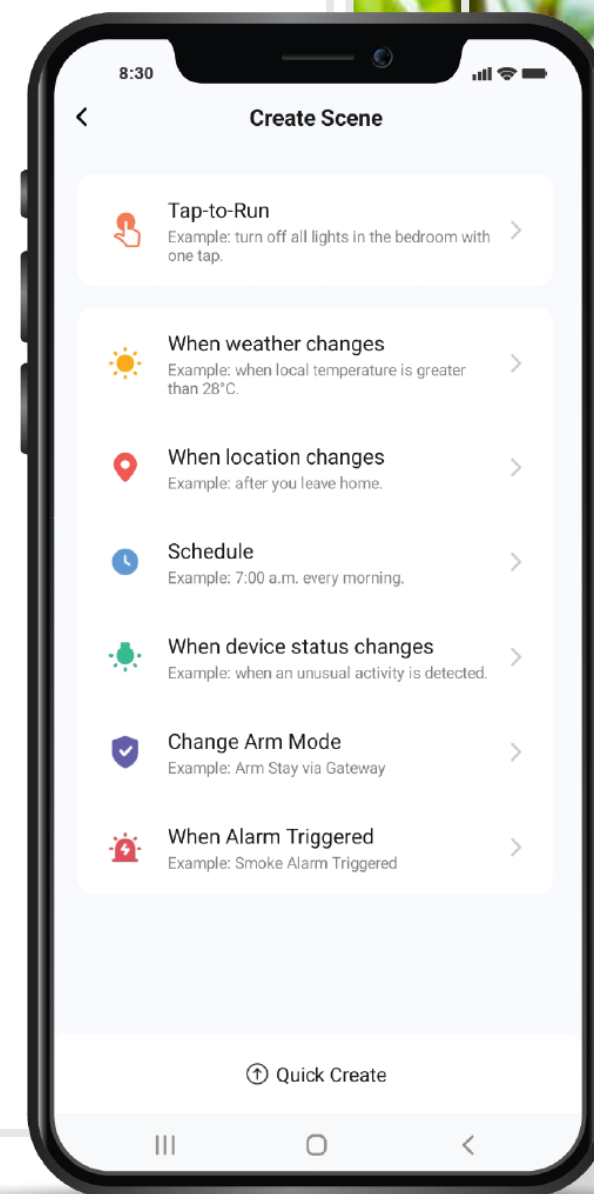 8:30
Create Scene
Tap-to-Run
Example: turn off all lights in the bedroom with
one tap.
When weather changes
Example: when local temperature is greater
than 28°C.
When location changes
Example: after you leave home.
Schedule
Example: 7:00 a.m. every morning.
When device status changes
Example: when an unusual activity is detected.
Change Arm Mode
Example: Arm Stay via Gateway
When Alarm Triggered
Example: Smoke Alarm Triggered
Quick Create